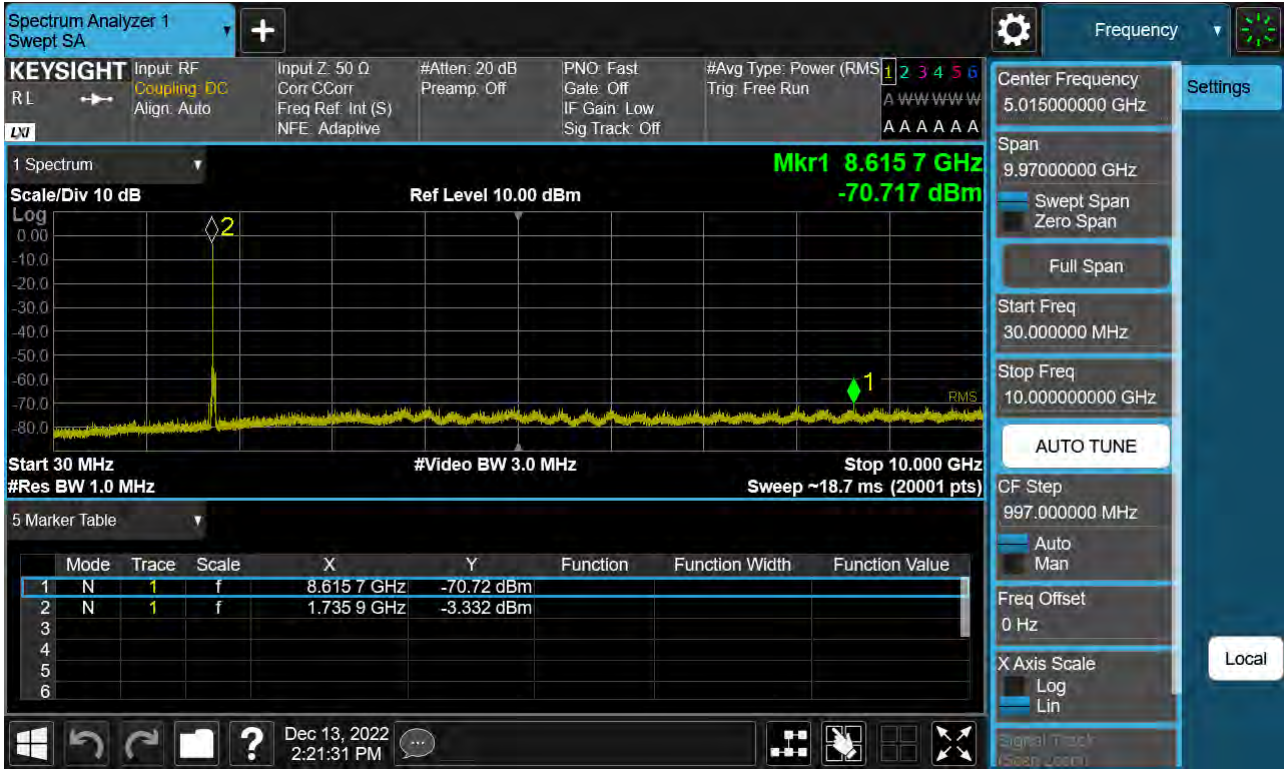 Spectrum Analyzer 1
Swept SA
Frequency
KEYSIGHT
RL
LXI
Input: RF
Coupling: DC
Align: Auto
Input Z: 50 Ω
Corr CCorr
Freq Ref: Int (S)
NFE: Adaptive
#Atten: 20 dB
Preamp: Off
PNO: Fast
Gate: Off
IF Gain: Low
Sig Track: Off
#Avg Type: Power (RMS
Trig: Free Run
1 2 3 4 5 6
A W W W W W
A A A A A A
1 Spectrum
Mkr1 8.615 7 GHz
-70.717 dBm
Scale/Div 10 dB
Ref Level 10.00 dBm
Log
0.00
-10.0
-20.0
-30.0
-40.0
-50.0
-60.0
-70.0
-80.0
2
1
RMS
Start 30 MHz
#Video BW 3.0 MHz
Stop 10.000 GHz
#Res BW 1.0 MHz
Sweep ~18.7 ms (20001 pts)
5 Marker Table
Mode Trace Scale X Y Function Function Width Function Value
1 N 1 f 8.615 7 GHz -70.72 dBm
2 N 1 f 1.735 9 GHz -3.332 dBm
3
4
5
6
Center Frequency
5.015000000 GHz
Span
9.97000000 GHz
Swept Span
Zero Span
Full Span
Start Freq
30.000000 MHz
Stop Freq
10.000000000 GHz
AUTO TUNE
CF Step
997.000000 MHz
Auto
Man
Freq Offset
0 Hz
X Axis Scale
Log
Lin
Signal Track
(Span Zoom)
Settings
Local
?
Dec 13, 2022
2:21:31 PM